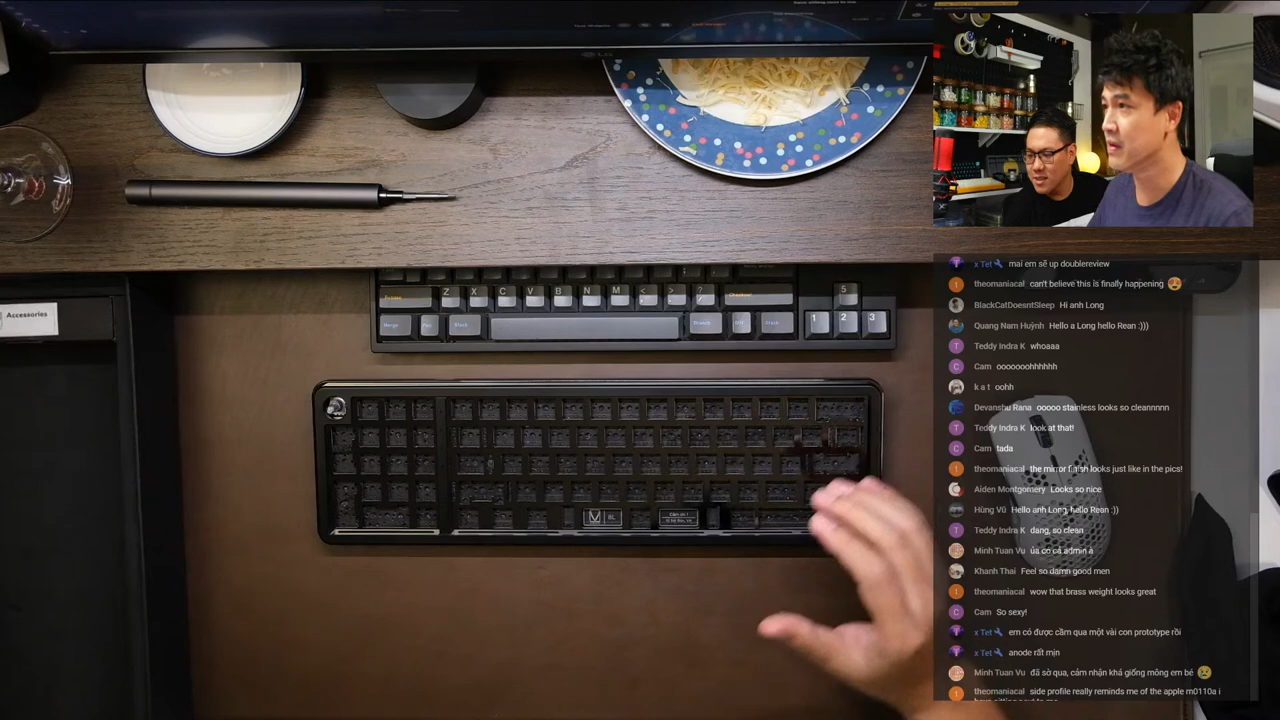 LG
Accessories
Z X C V B N M < > ?
5
1 2 3
8L
x Tet mai em sẽ up doublereview
theomaniacal can't believe this is finally happening 😍
BlackCatDoesntSleep Hi anh Long
Quang Nam Huỳnh Hello a Long hello Rean :)))
Teddy Indra K whoaaa
Cam ooooooohhhhhh
k a t oohh
Devanshu Rana ooooo stainless looks so cleannnnn
Teddy Indra K look at that!
Cam tada
theomaniacal the mirror finish looks just like in the pics!
Aiden Montgomery Looks so nice
Hùng Vũ Hello anh Long, hello Rean :))
Teddy Indra K dang, so clean
Minh Tuan Vu ủa có cả admin à
Khanh Thai Feel so damn good men
theomaniacal wow that brass weight looks great
Cam So sexy!
x Tet em có được cầm qua một vài con prototype rồi
x Tet anode rất mịn
Minh Tuan Vu đã sờ qua, cảm nhận khá giống mông em bé 😢
theomaniacal side profile really reminds me of the apple m0110a i